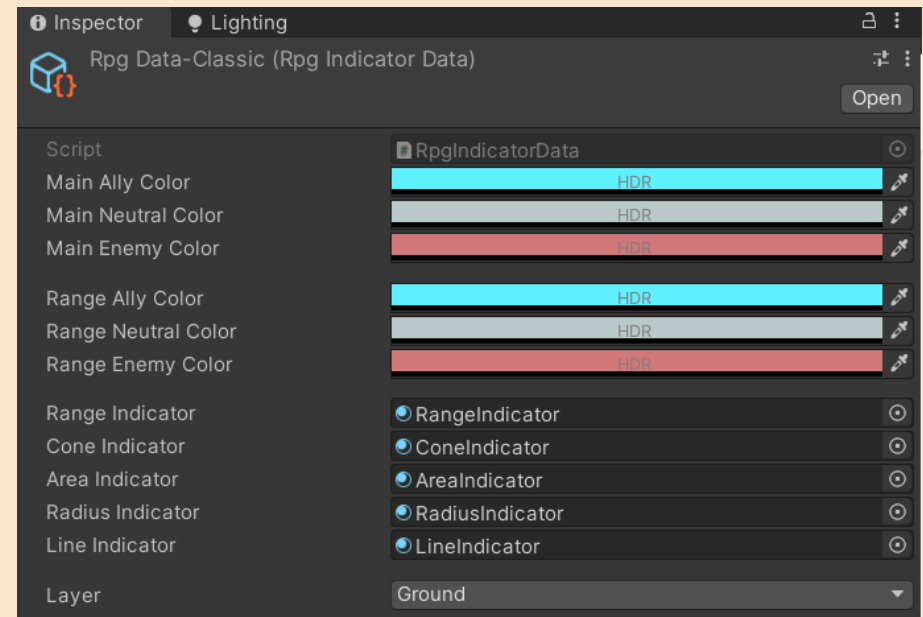 Inspector Lighting
Rpg Data-Classic (Rpg Indicator Data)
Open
Script RpgIndicatorData
Main Ally Color HDR
Main Neutral Color HDR
Main Enemy Color HDR
Range Ally Color HDR
Range Neutral Color HDR
Range Enemy Color HDR
Range Indicator RangeIndicator
Cone Indicator ConeIndicator
Area Indicator AreaIndicator
Radius Indicator RadiusIndicator
Line Indicator LineIndicator
Layer Ground